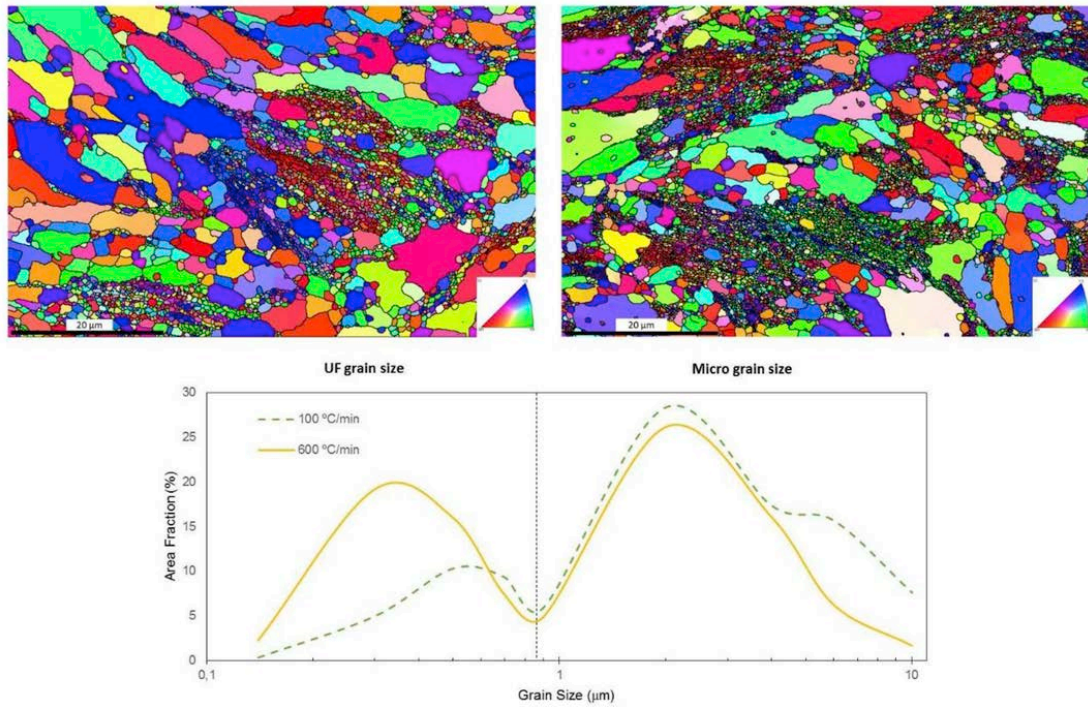 20 µm
20 µm
UF grain size
Micro grain size
30
25
20
15
10
5
0
Area Fraction (%)
100 ºC/min
600 ºC/min
0,1
1
10
Grain Size (µm)